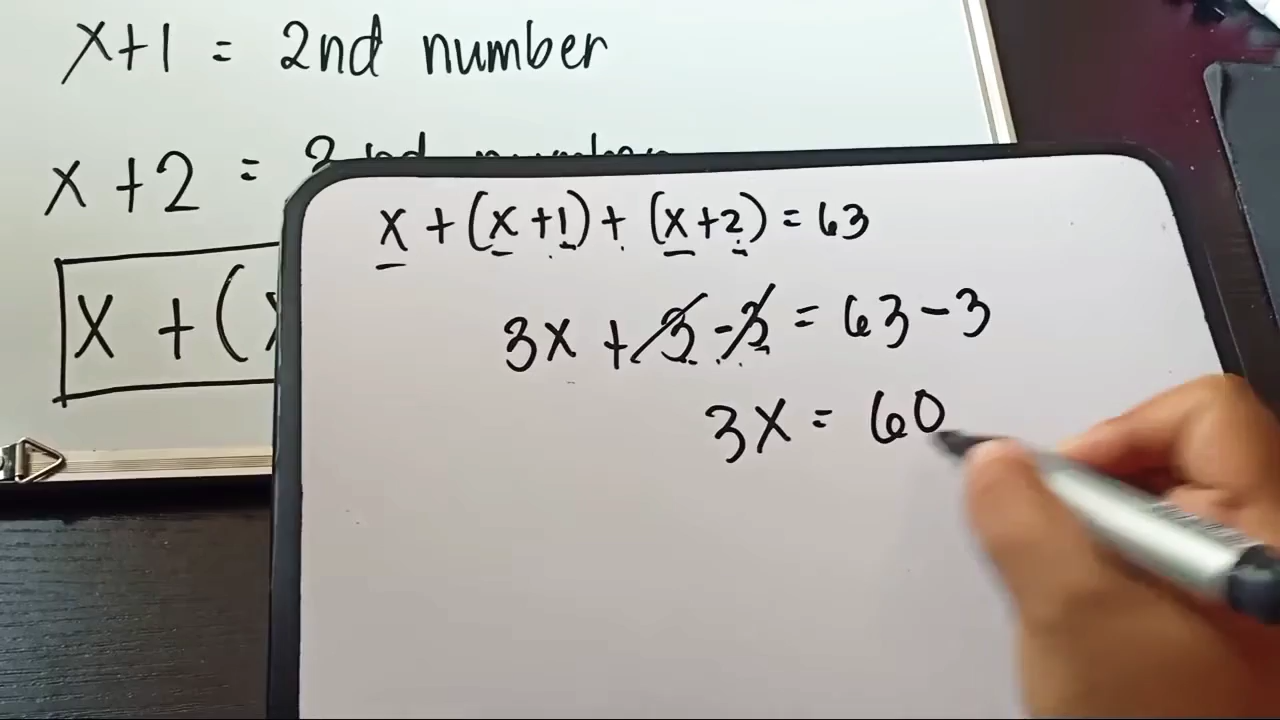 x+1 = 2nd number
x +2 =
x + (x
x + (x +1) + (x+2) = 63
3x + 3 - 3 = 63 - 3
3x = 60